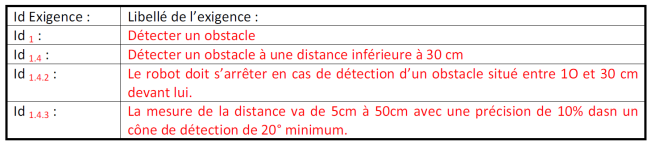 Id Exigence : Libellé de l'exigence :
Id 1 : Détecter un obstacle
Id 1.4 : Détecter un obstacle à une distance inférieure à 30 cm
Id 1.4.2 : Le robot doit s'arrêter en cas de détection d'un obstacle situé entre 1O et 30 cm
devant lui.
Id 1.4.3 : La mesure de la distance va de 5cm à 50cm avec une précision de 10% dasn un
cône de détection de 20° minimum.